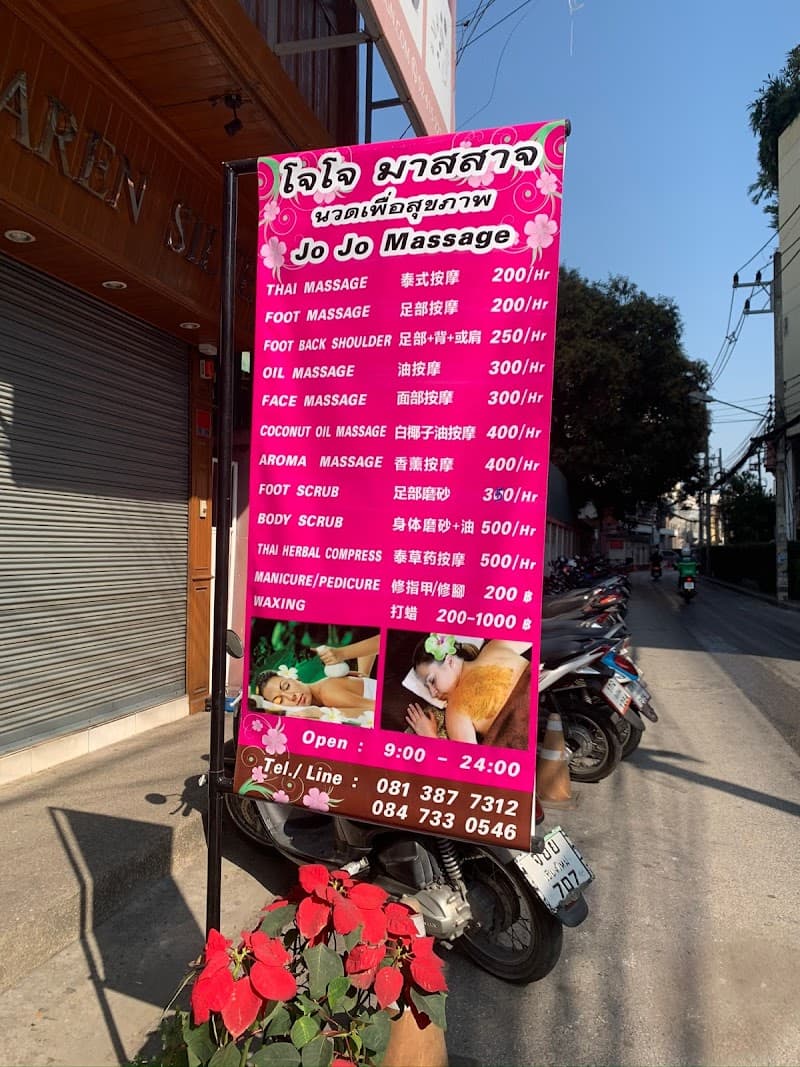 AREN SIL
โจโจ มาสสาจ
นวดเพื่อสุขภาพ
Jo Jo Massage
THAI MASSAGE 泰式按摩 200/Hr
FOOT MASSAGE 足部按摩 200/Hr
FOOT BACK SHOULDER 足部+背+或肩 250/Hr
OIL MASSAGE 油按摩 300/Hr
FACE MASSAGE 面部按摩 300/Hr
COCONUT OIL MASSAGE 白椰子油按摩 400/Hr
AROMA MASSAGE 香薰按摩 400/Hr
FOOT SCRUB 足部磨砂 350/Hr
BODY SCRUB 身体磨砂+油 500/Hr
THAI HERBAL COMPRESS 泰草药按摩 500/Hr
MANICURE/PEDICURE 修指甲/修腳 200 ฿
WAXING 打蜡 200-1000 ฿
Open : 9:00 - 24:00
Tel./ Line : 081 387 7312
084 733 0546
707